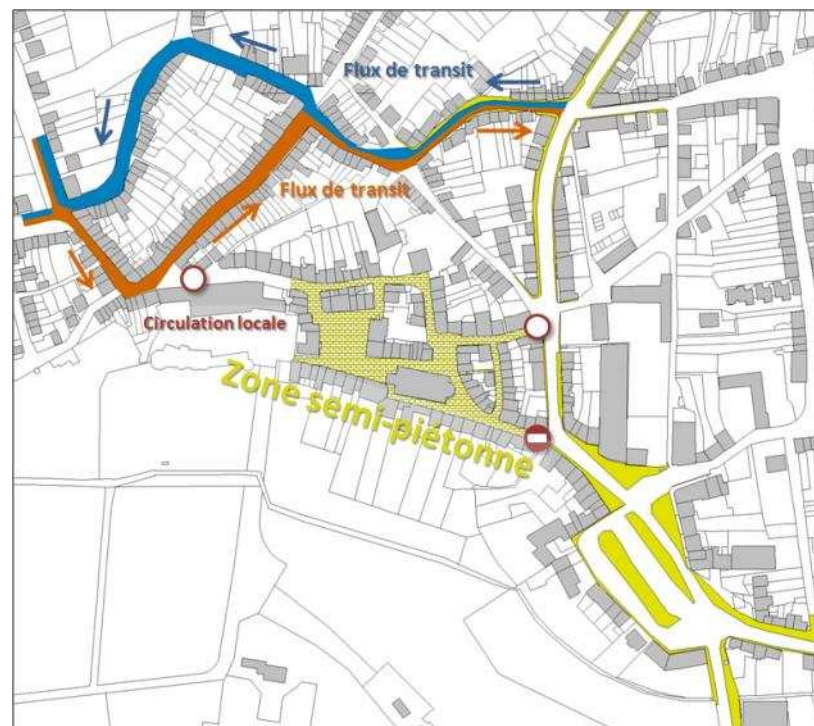 Flux de transit
Flux de transit
Circulation locale
Zone semi-piétonne